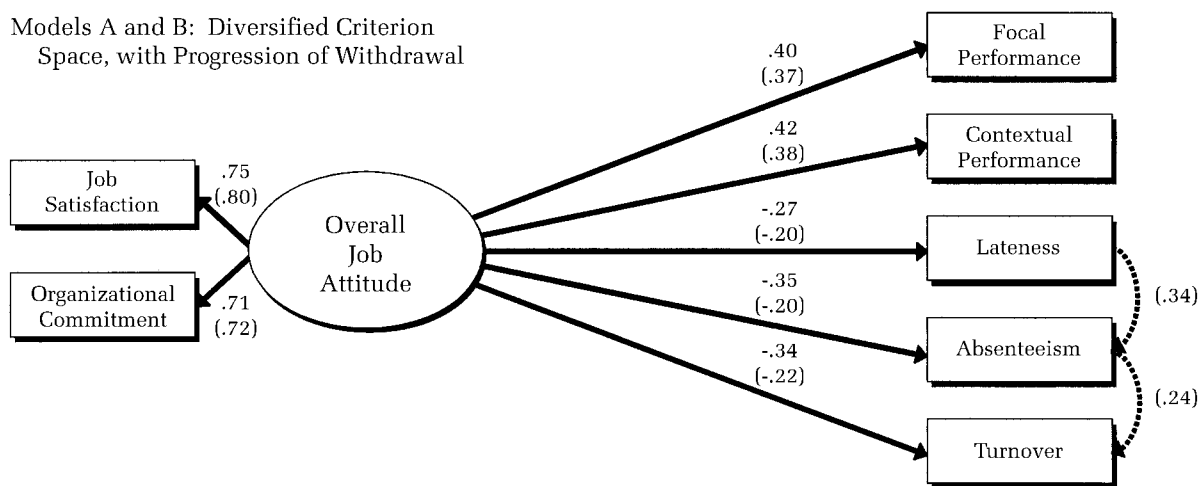 Models A and B: Diversified Criterion
Space, with Progression of Withdrawal
Job
Satisfaction
Organizational
Commitment
.75
(.80)
.71
(.72)
Overall
Job
Attitude
.40
(.37)
.42
(.38)
-.27
(-.20)
-.35
(-.20)
-.34
(-.22)
Focal
Performance
Contextual
Performance
Lateness
Absenteeism
Turnover
(.34)
(.24)